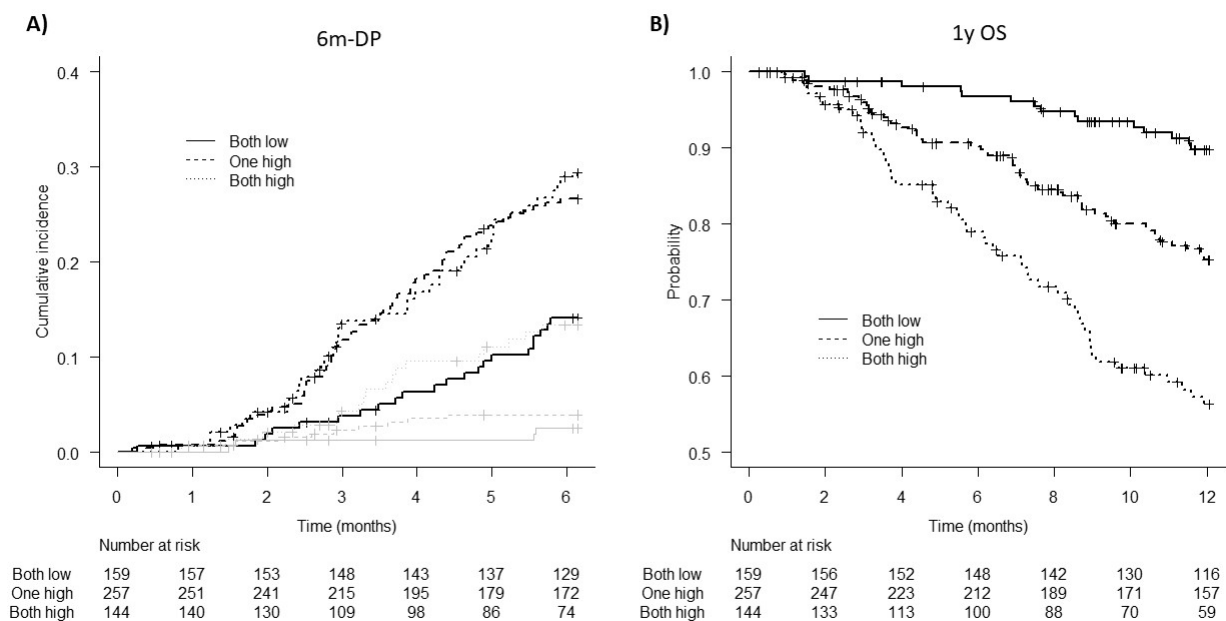 A)
6m-DP
0.4
0.3
0.2
0.1
0.0
Cumulative incidence
Both low
One high
Both high
0 1 2 3 4 5 6
Time (months)
Number at risk
Both low 159 157 153 148 143 137 129
One high 257 251 241 215 195 179 172
Both high 144 140 130 109 98 86 74
B)
1y OS
1.0
0.9
0.8
0.7
0.6
0.5
Probability
Both low
One high
Both high
0 2 4 6 8 10 12
Time (months)
Number at risk
Both low 159 156 152 148 142 130 116
One high 257 247 223 212 189 171 157
Both high 144 133 113 100 88 70 59